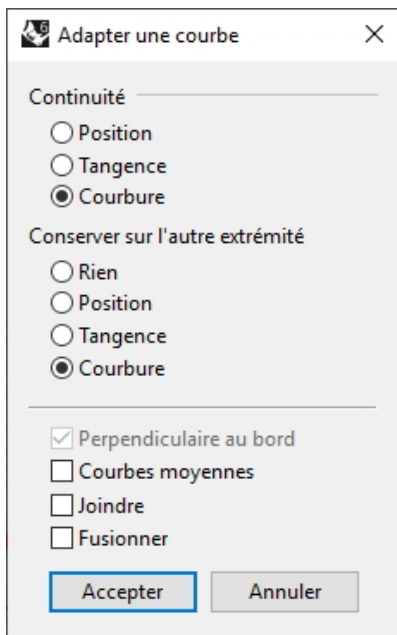 Adapter une courbe
Continuité
Position
Tangence
Courbure
Conserver sur l'autre extrémité
Rien
Position
Tangence
Courbure
Perpendiculaire au bord
Courbes moyennes
Joindre
Fusionner
Accepter Annuler